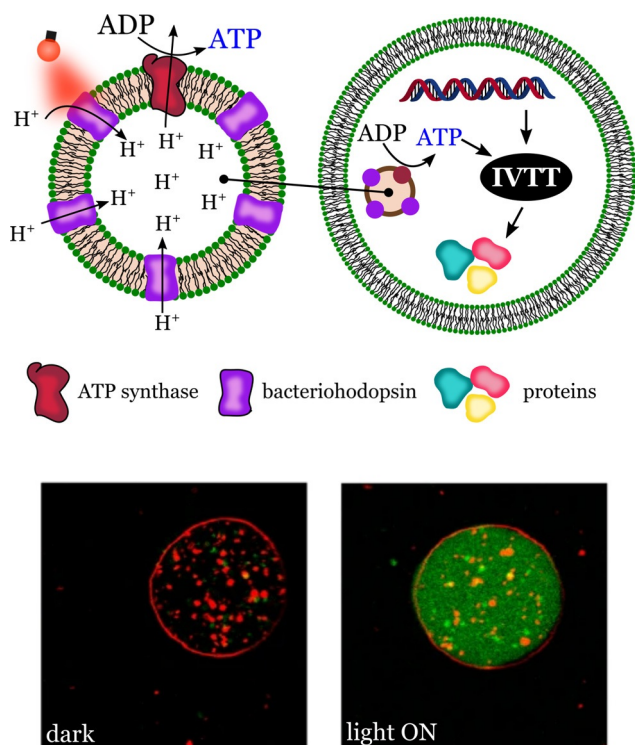 ADP
ATP
H⁺
H⁺
H⁺
H⁺
H⁺
H⁺
H⁺
H⁺
H⁺
H⁺
H⁺
ADP
ATP
IVTT
ATP synthase
bacteriohodopsin
proteins
dark
light ON